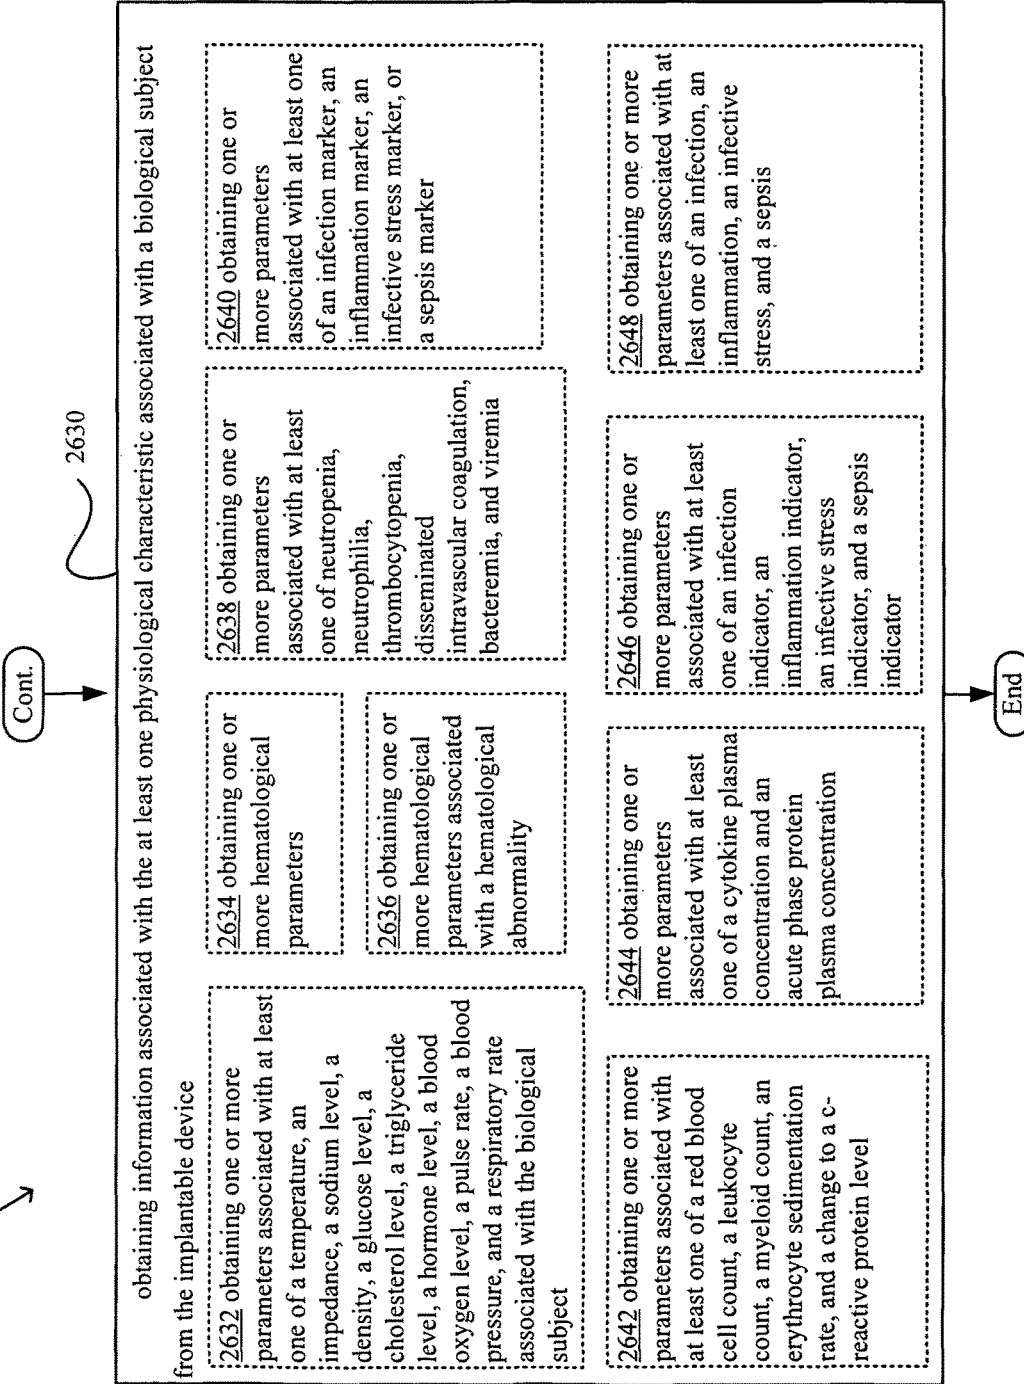 Cont.
2630
obtaining information associated with the at least one physiological characteristic associated with a biological subject
from the implantable device
2632 obtaining one or more
parameters associated with at least
one of a temperature, an
impedance, a sodium level, a
density, a glucose level, a
cholesterol level, a triglyceride
level, a hormone level, a blood
oxygen level, a pulse rate, a blood
pressure, and a respiratory rate
associated with the biological
subject
2634 obtaining one or
more hematological
parameters
2636 obtaining one or
more hematological
parameters associated
with a hematological
abnormality
2638 obtaining one or
more parameters
associated with at least
one of neutropenia,
neutrophilia,
thrombocytopenia,
disseminated
intravascular coagulation,
bacteremia, and viremia
2640 obtaining one or
more parameters
associated with at least one
of an infection marker, an
inflammation marker, an
infective stress marker, or
a sepsis marker
2642 obtaining one or more
parameters associated with
at least one of a red blood
cell count, a leukocyte
count, a myeloid count, an
erythrocyte sedimentation
rate, and a change to a c-
reactive protein level
2644 obtaining one or
more parameters
associated with at least
one of a cytokine plasma
concentration and an
acute phase protein
plasma concentration
2646 obtaining one or
more parameters
associated with at least
one of an infection
indicator, an
inflammation indicator,
an infective stress
indicator, and a sepsis
indicator
2648 obtaining one or more
parameters associated with at
least one of an infection, an
inflammation, an infective
stress, and a sepsis
End